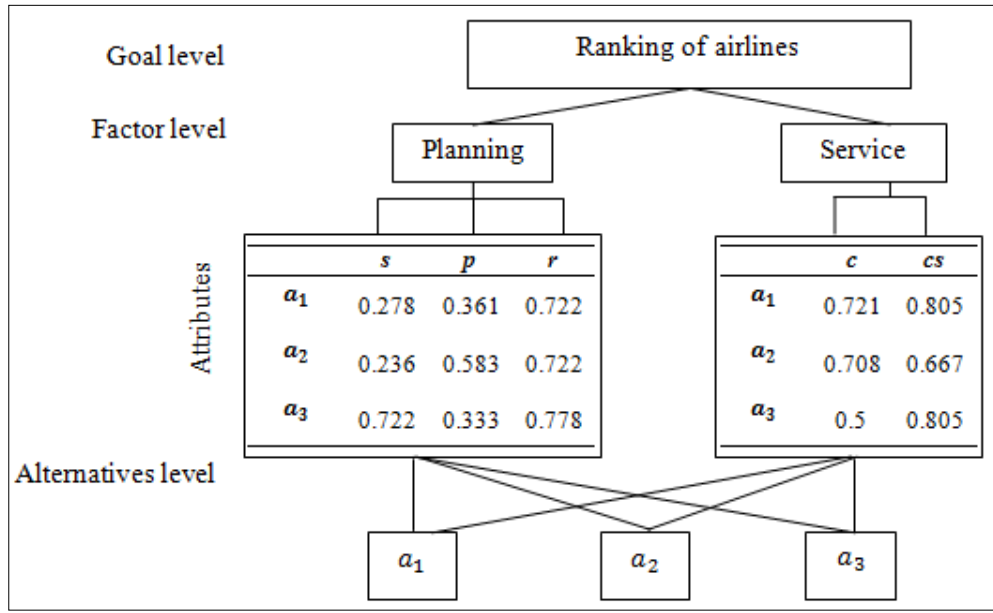 Goal level
Ranking of airlines
Factor level
Planning
Service
Attributes
s p r
a₁ 0.278 0.361 0.722
a₂ 0.236 0.583 0.722
a₃ 0.722 0.333 0.778
c cs
a₁ 0.721 0.805
a₂ 0.708 0.667
a₃ 0.5 0.805
Alternatives level
a₁
a₂
a₃